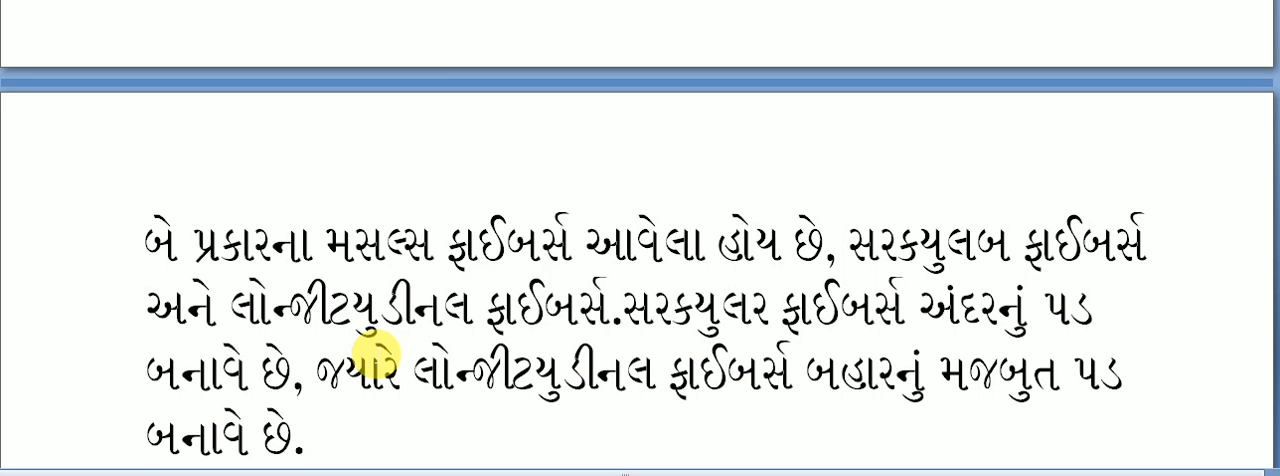 બે પ્રકારના મસલ્સ ફાઈબર્સ આવેલા હોય છે, સરકયુલબ ફાઈબર્સ
અને લોન્જીટયુડીનલ ફાઈબર્સ.સરકયુલર ફાઈબર્સ અંદરનું પડ
બનાવે છે, જયારે લોન્જીટયુડીનલ ફાઈબર્સ બહારનું મજબુત પડ
બનાવે છે.